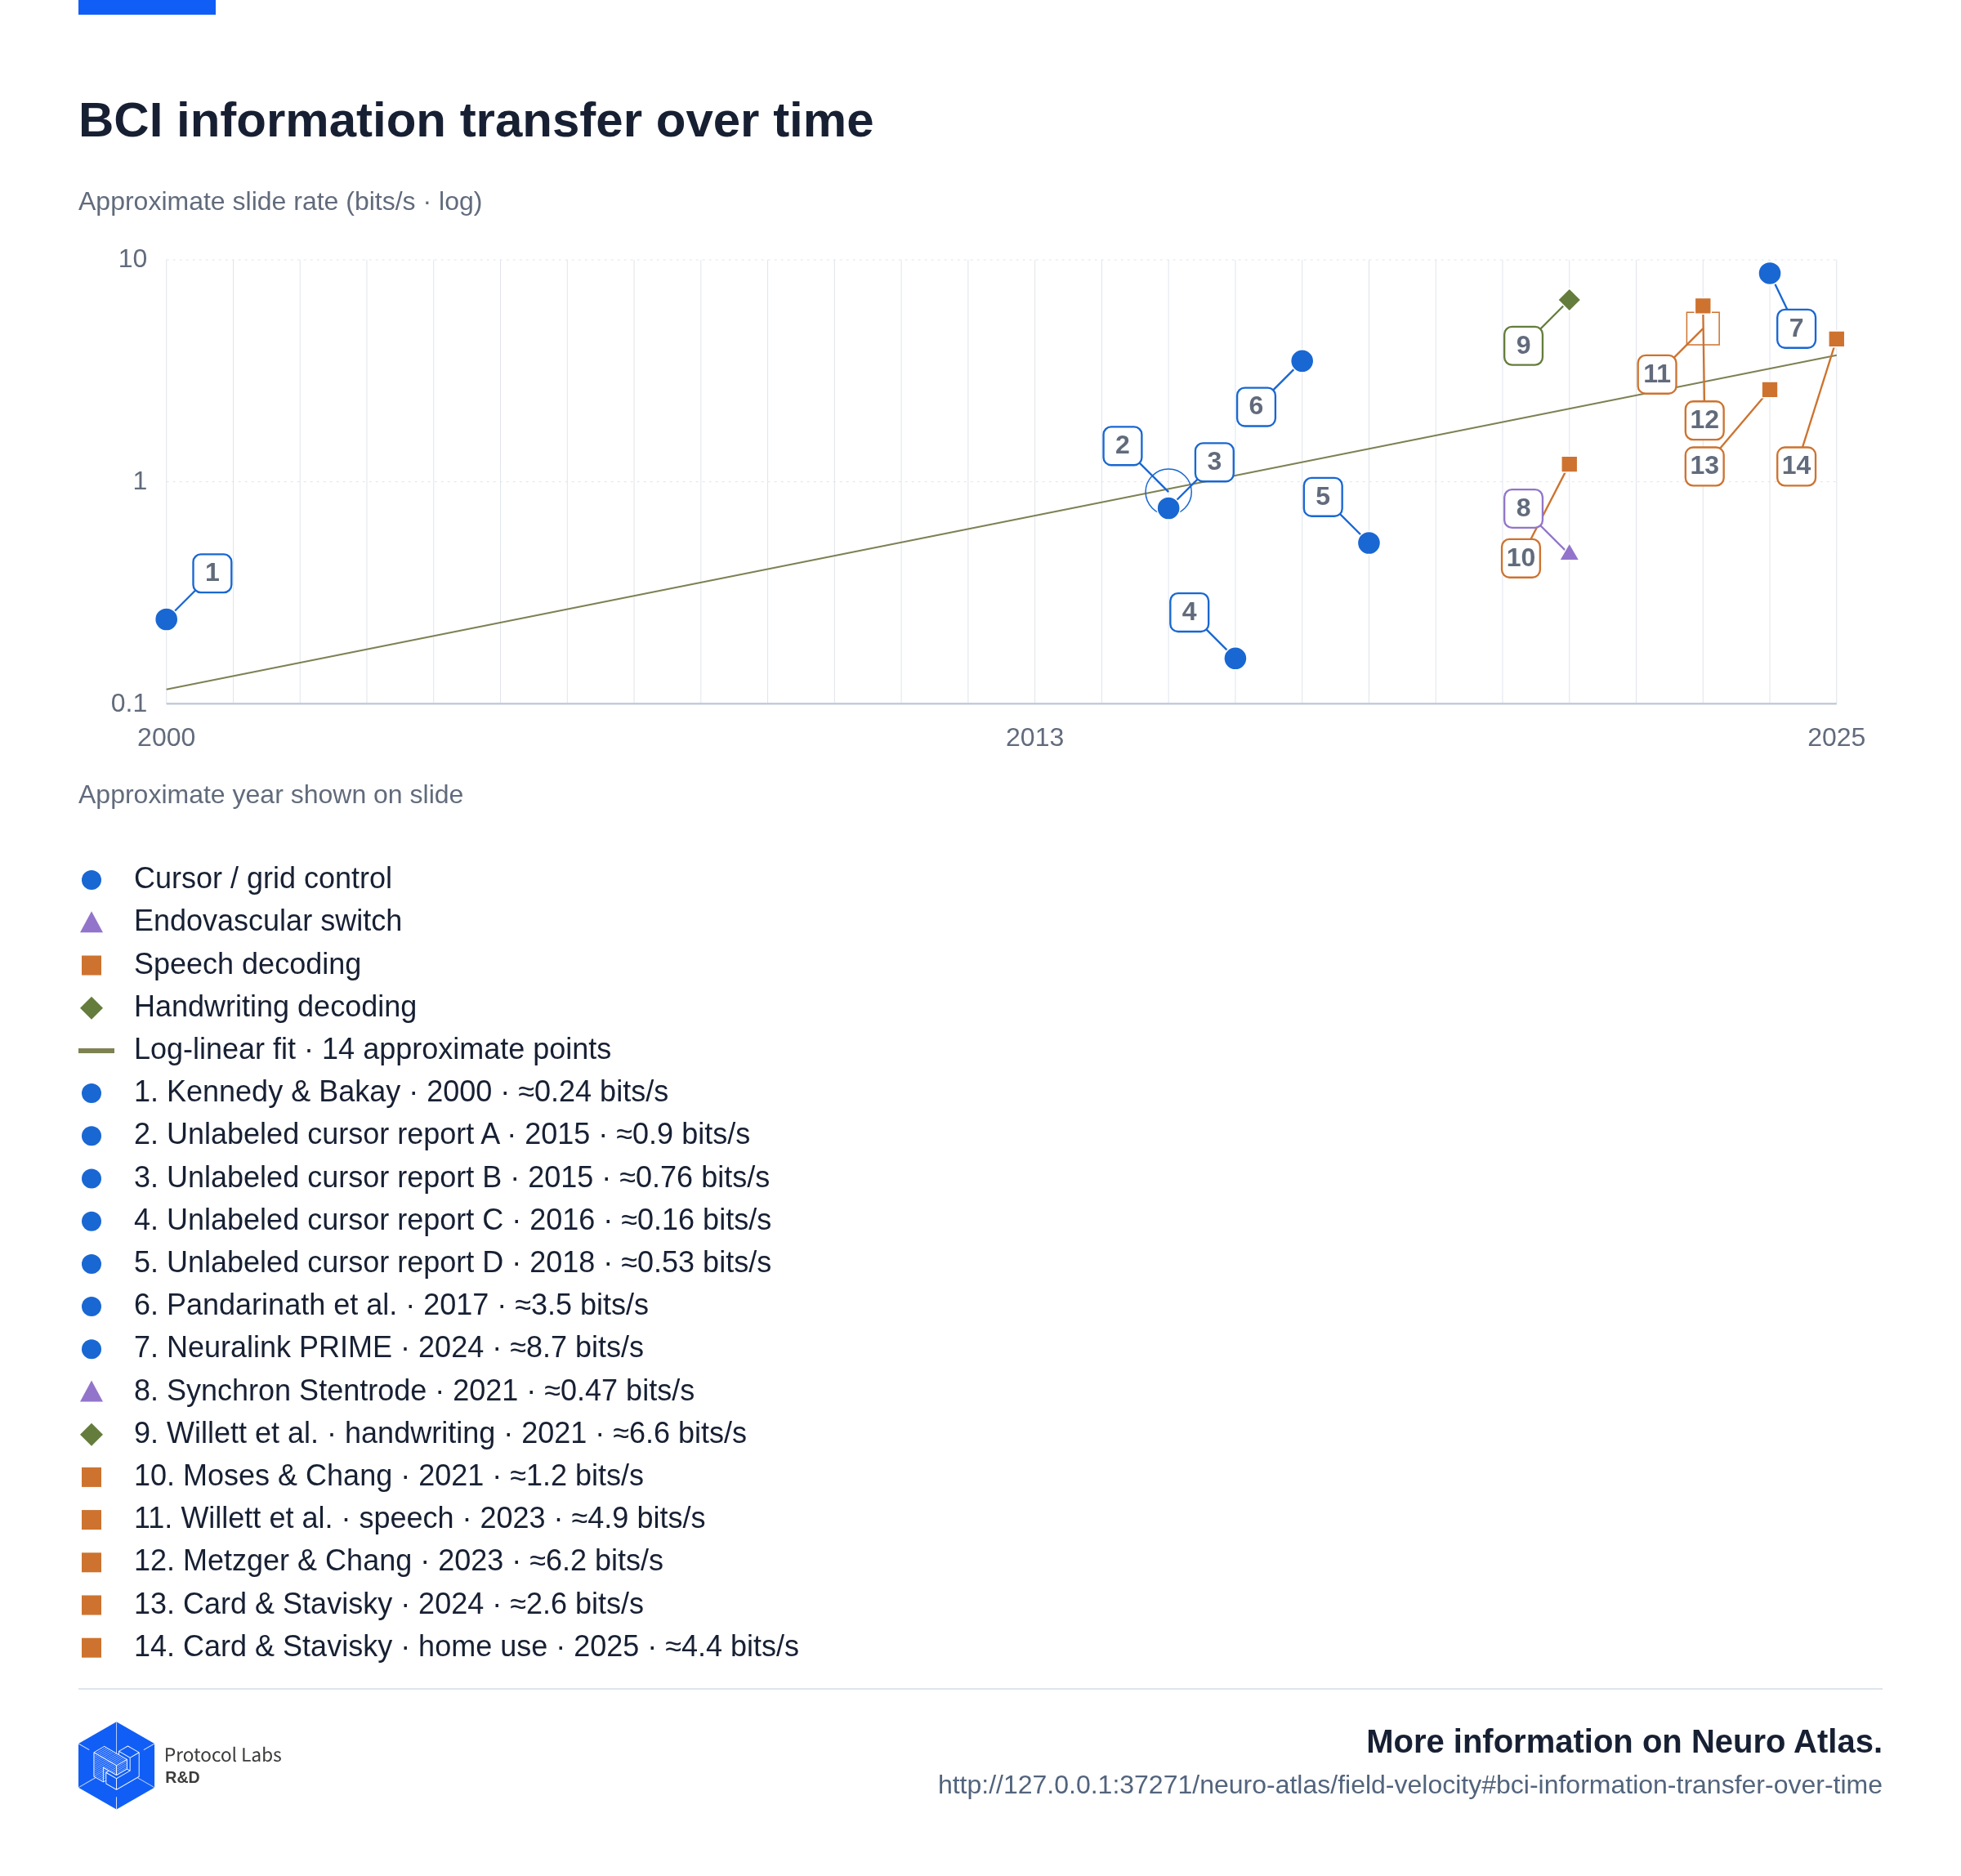 BCI information transfer over time
Approximate slide rate (bits/s · log)
10
1
0.1
1
2
3
4
5
6
7
8
9
10
11
12
13
14
2000
2013
2025
Approximate year shown on slide
Cursor / grid control
Endovascular switch
Speech decoding
Handwriting decoding
Log-linear fit · 14 approximate points
1. Kennedy & Bakay · 2000 · ≈0.24 bits/s
2. Unlabeled cursor report A · 2015 · ≈0.9 bits/s
3. Unlabeled cursor report B · 2015 · ≈0.76 bits/s
4. Unlabeled cursor report C · 2016 · ≈0.16 bits/s
5. Unlabeled cursor report D · 2018 · ≈0.53 bits/s
6. Pandarinath et al. · 2017 · ≈3.5 bits/s
7. Neuralink PRIME · 2024 · ≈8.7 bits/s
8. Synchron Stentrode · 2021 · ≈0.47 bits/s
9. Willett et al. · handwriting · 2021 · ≈6.6 bits/s
10. Moses & Chang · 2021 · ≈1.2 bits/s
11. Willett et al. · speech · 2023 · ≈4.9 bits/s
12. Metzger & Chang · 2023 · ≈6.2 bits/s
13. Card & Stavisky · 2024 · ≈2.6 bits/s
14. Card & Stavisky · home use · 2025 · ≈4.4 bits/s
Protocol Labs
R&D
More information on Neuro Atlas.
http://127.0.0.1:37271/neuro-atlas/field-velocity#bci-information-transfer-over-time